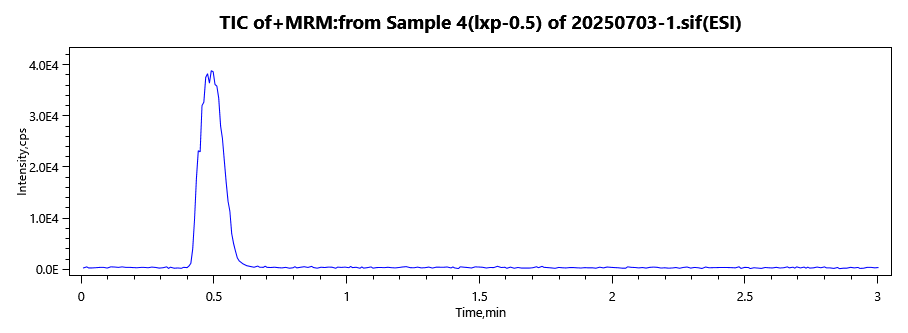 TIC of+MRM:from Sample 4(lxp-0.5) of 20250703-1.sif(ESI)
4.0E4
3.0E4
Intensity,cps
2.0E4
1.0E4
0.0E
0 0.5 1 1.5 2 2.5 3
Time,min